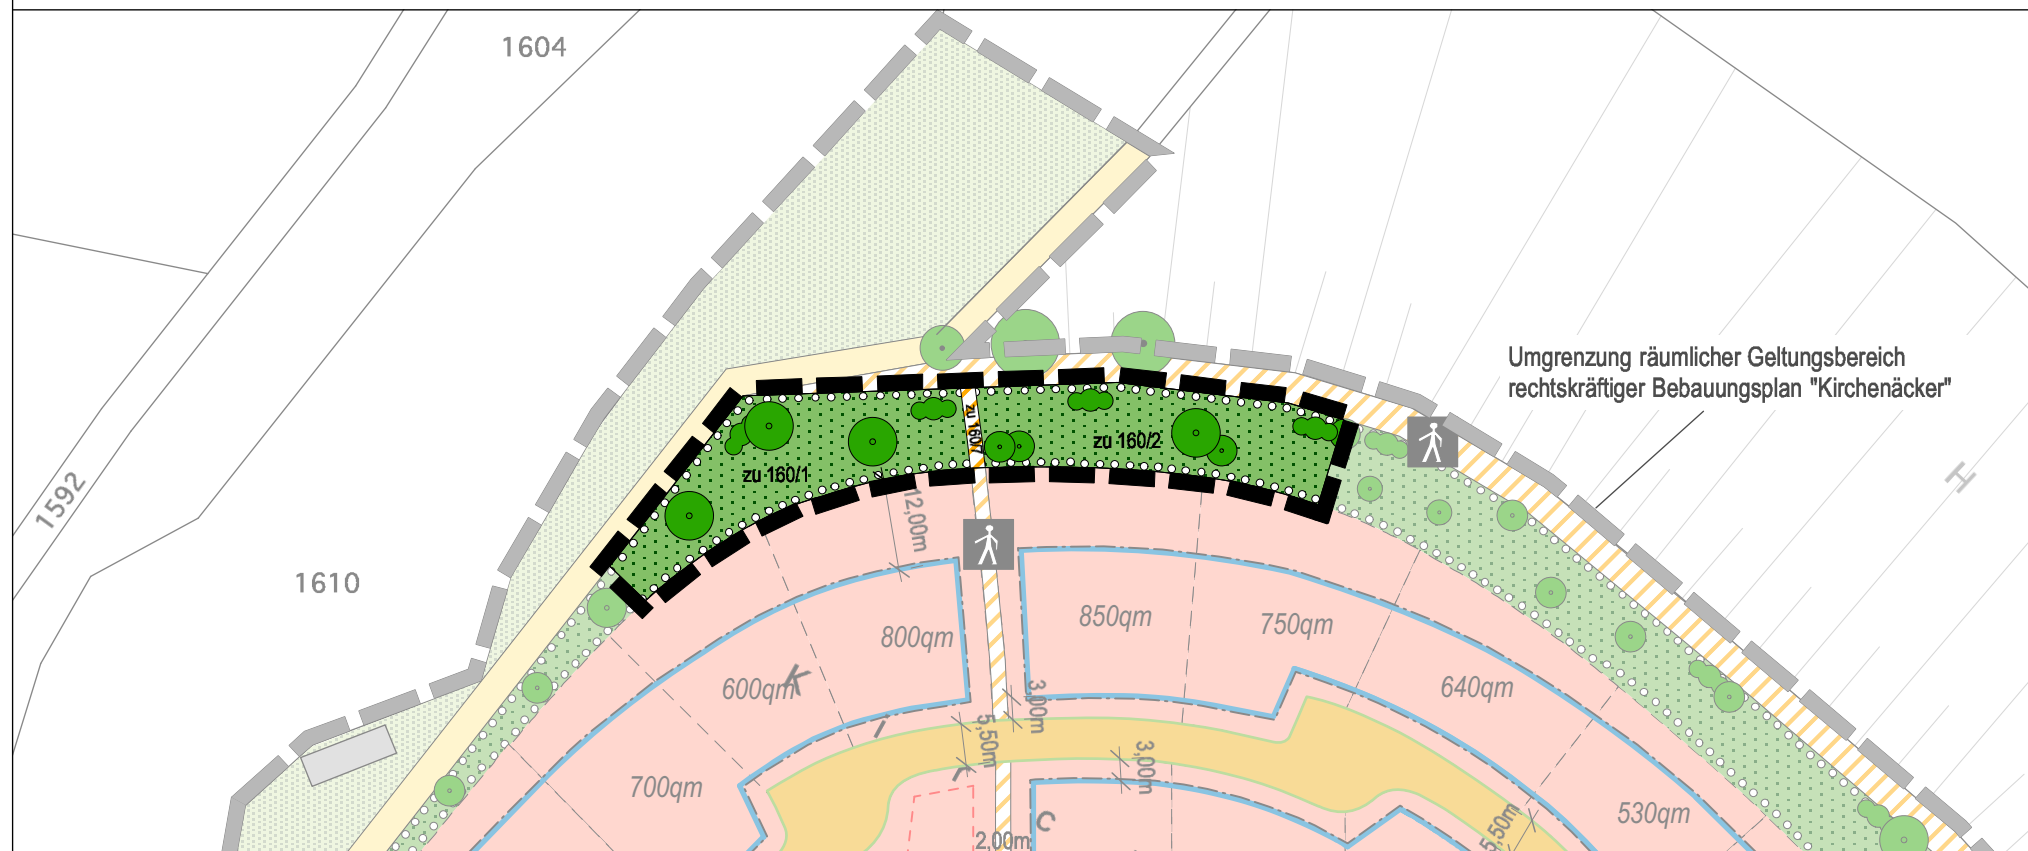 1604
Umgrenzung räumlicher Geltungsbereich
rechtskräftiger Bebauungsplan "Kirchenäcker"
zu 160/7
zu 160/2
zu 160/1
H
1592
12,00m
1610
850qm
750qm
800qm
600qm
K
640qm
3,00m
I
5,50m
3,00m
700qm
R
C
530qm
5,50m
2,00m